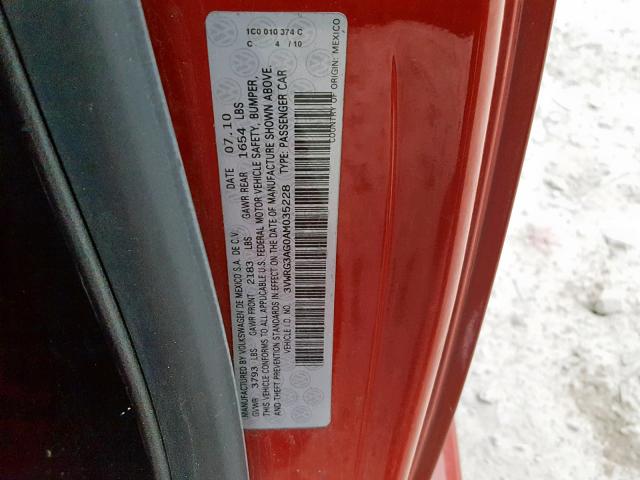 1C0 010 374 C
C 4 /10
MANUFACTURED BY VOLKSWAGEN DE MEXICO S.A. DE C.V. DATE 07.10
GVWR 3793 LBS GAWR FRONT 2183 LBS GAWR REAR 1654 LBS
THIS VEHICLE CONFORMS TO ALL APPLICABLE U.S. FEDERAL MOTOR VEHICLE SAFETY, BUMPER,
AND THEFT PREVENTION STANDARDS IN EFFECT ON THE DATE OF MANUFACTURE SHOWN ABOVE.
VEHICLE I.D. NO. 3VWRG3AG0AM035228 TYPE: PASSENGER CAR
COUNTRY OF ORIGIN: MEXICO